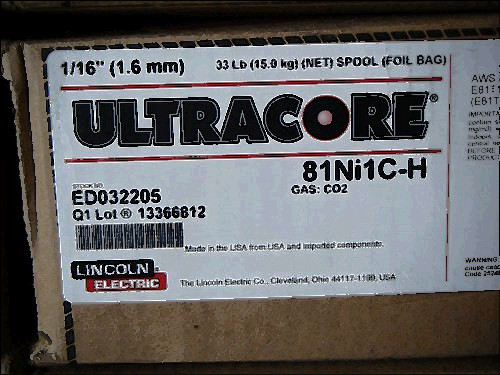 1/16" (1.6 mm) 33 Lb (15.0 kg) (NET) SPOOL (FOIL BAG)
ULTRACORE®
81Ni1C-H
GAS: CO2
STOCK NO.
ED032205
Q1 Lot ® 13366812
Made in the USA from USA and imported components.
LINCOLN
ELECTRIC
The Lincoln Electric Co., Cleveland, Ohio 44117-1199, USA
AWS
WARNING: